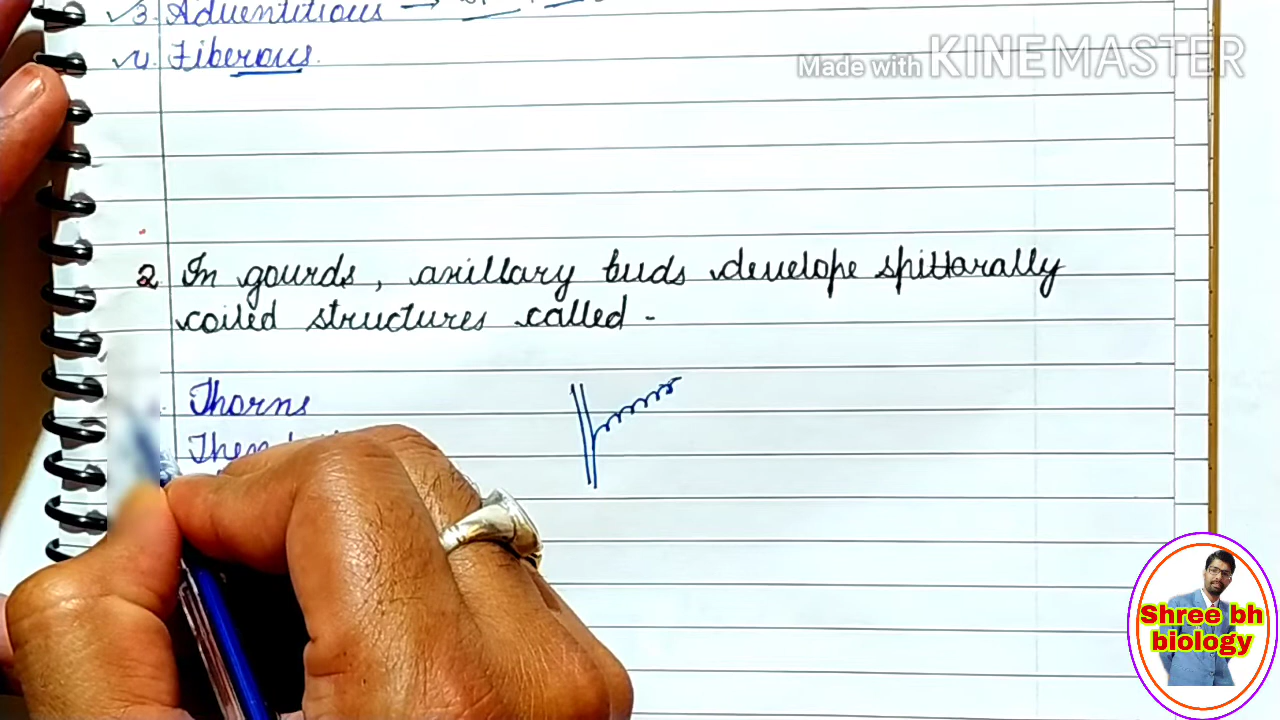 ✓3. Adventitious →
✓4. Fiberous.
Made with KINEMASTER
2 In gourds, axillary buds develope spittarally
coiled structures called -
Thorns
Shree bh
biology